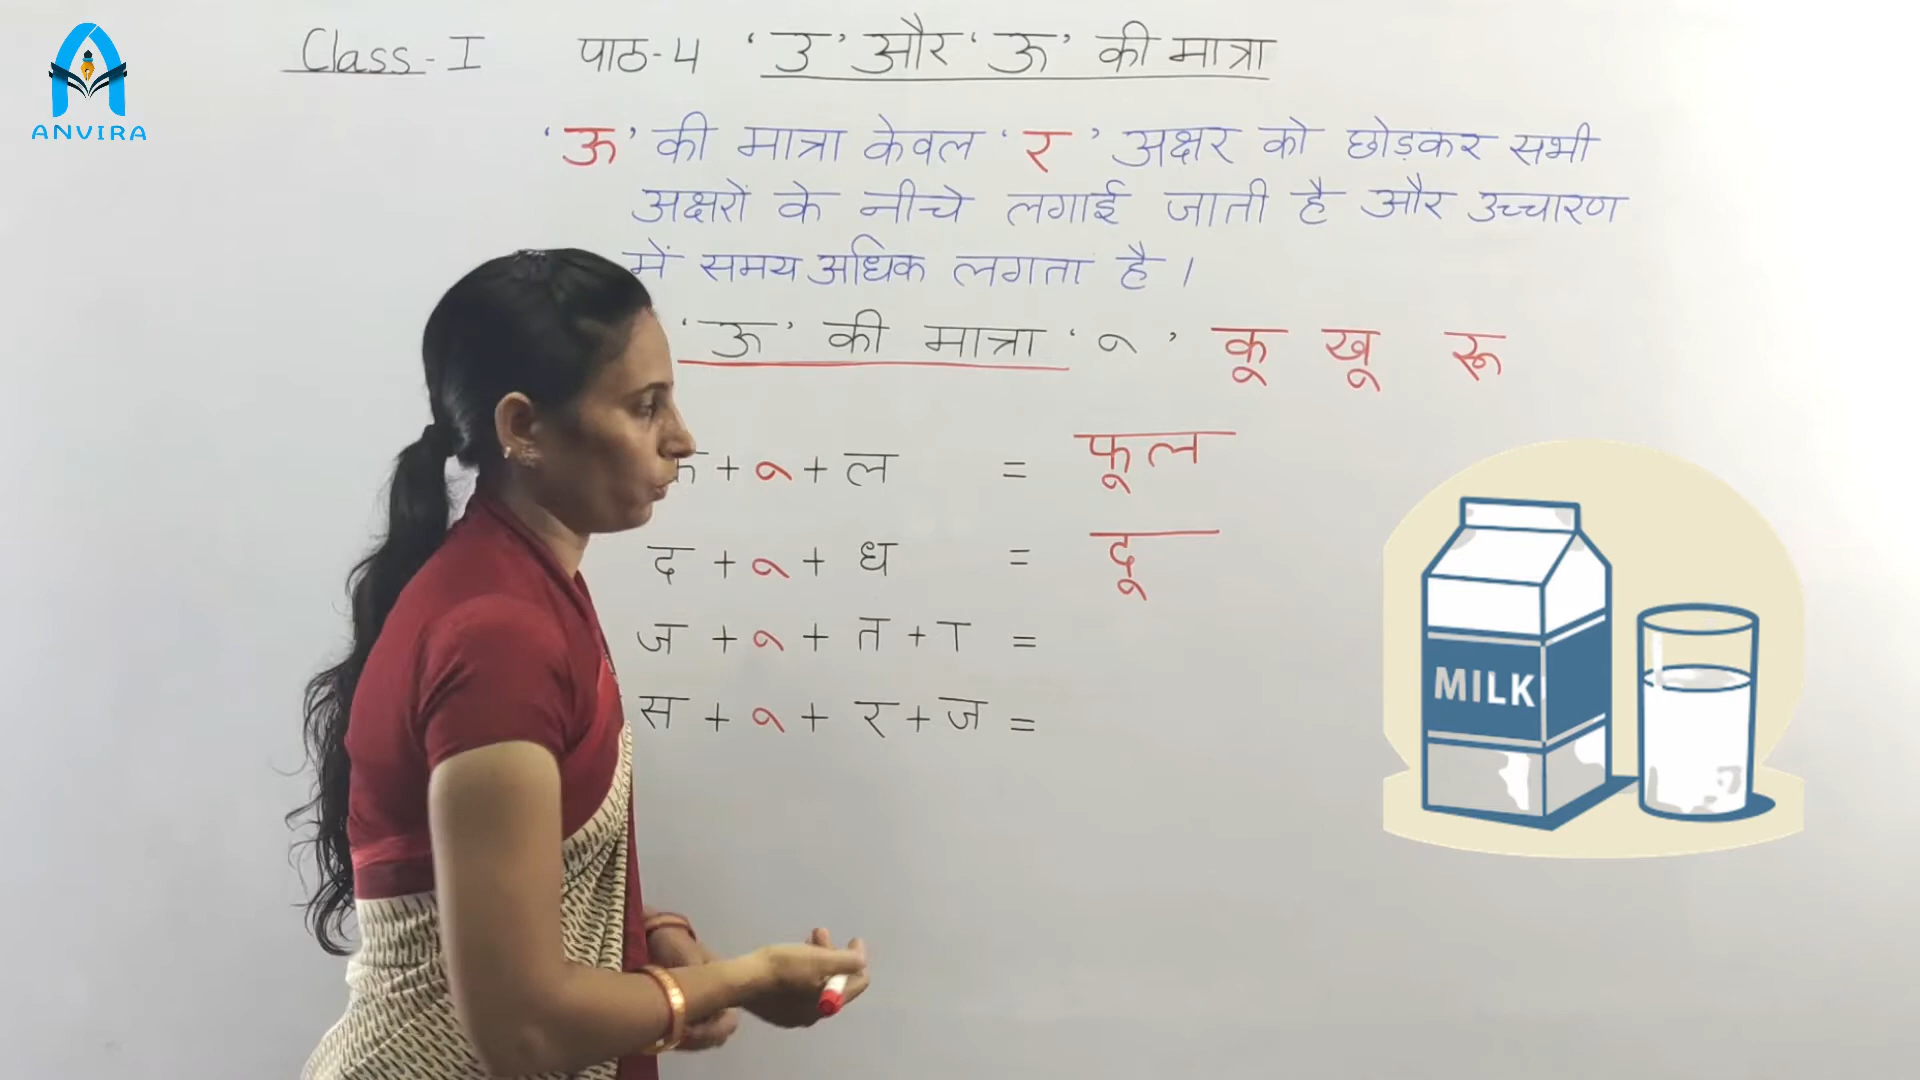 ANVIRA
Class-I पाठ-4 'उ' और 'ऊ' की मात्रा
'ऊ' की मात्रा केवल 'र' अक्षर को छोड़कर सभी
अक्षरों के नीचे लगाई जाती है और उच्चारण
में समय अधिक लगता है।
'ऊ' की मात्रा 'ू' कू खू रू
+ ू + ल = फूल
द + ू + ध = दू
ज + ू + त + ा =
स + ू + र + ज =
MILK